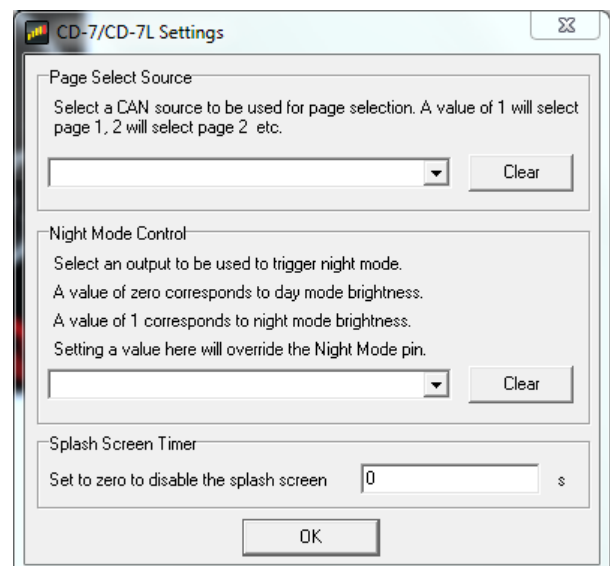 CD-7/CD-7L Settings
Page Select Source
Select a CAN source to be used for page selection. A value of 1 will select
page 1, 2 will select page 2 etc.
Clear
Night Mode Control
Select an output to be used to trigger night mode.
A value of zero corresponds to day mode brightness.
A value of 1 corresponds to night mode brightness.
Setting a value here will override the Night Mode pin.
Clear
Splash Screen Timer
Set to zero to disable the splash screen 0 s
OK